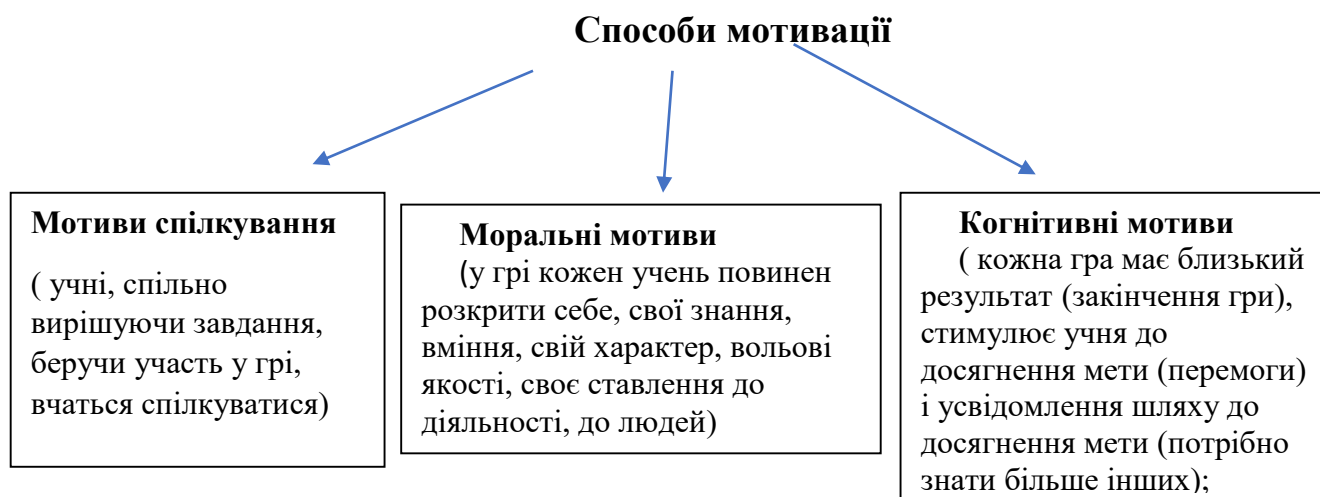 Способи мотивації
Мотиви спілкування
( учні, спільно
вирішуючи завдання,
беручи участь у грі,
вчаться спілкуватися)
Моральні мотиви
(у грі кожен учень повинен
розкрити себе, свої знання,
вміння, свій характер, вольові
якості, своє ставлення до
діяльності, до людей)
Когнітивні мотиви
( кожна гра має близький
результат (закінчення гри),
стимулює учня до
досягнення мети (перемоги)
і усвідомлення шляху до
досягнення мети (потрібно
знати більше інших);